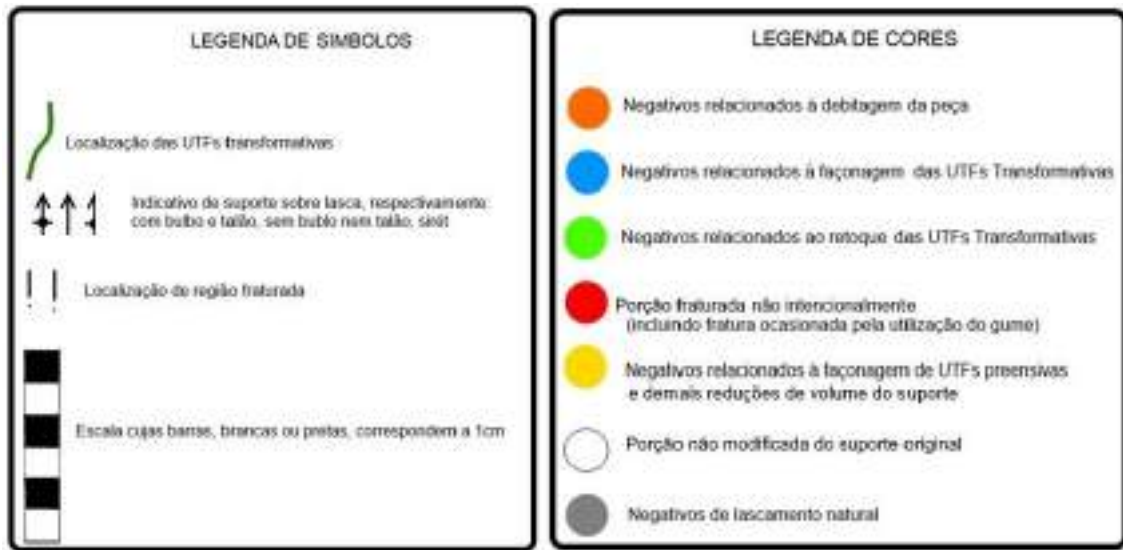 LEGENDA DE SIMBOLOS
Localização das UTFs transformativas
Indicativo de suporte sobre lasca, respectivamente:
com bulbo e talão, sem bublo nem talão, siret
Localização de região fraturada
Escala cujas barras, brancas ou pretas, correspondem a 1cm
LEGENDA DE CORES
Negativos relacionados à debitagem da peça
Negativos relacionados à façonagem das UTFs Transformativas
Negativos relacionados ao retoque das UTFs Transformativas
Porção fraturada não intencionalmente
(incluindo fratura ocasionada pela utilização do gume)
Negativos relacionados à façonagem de UTFs preensivas
e demais reduções de volume do suporte
Porção não modificada do suporte original
Negativos de lascamento natural